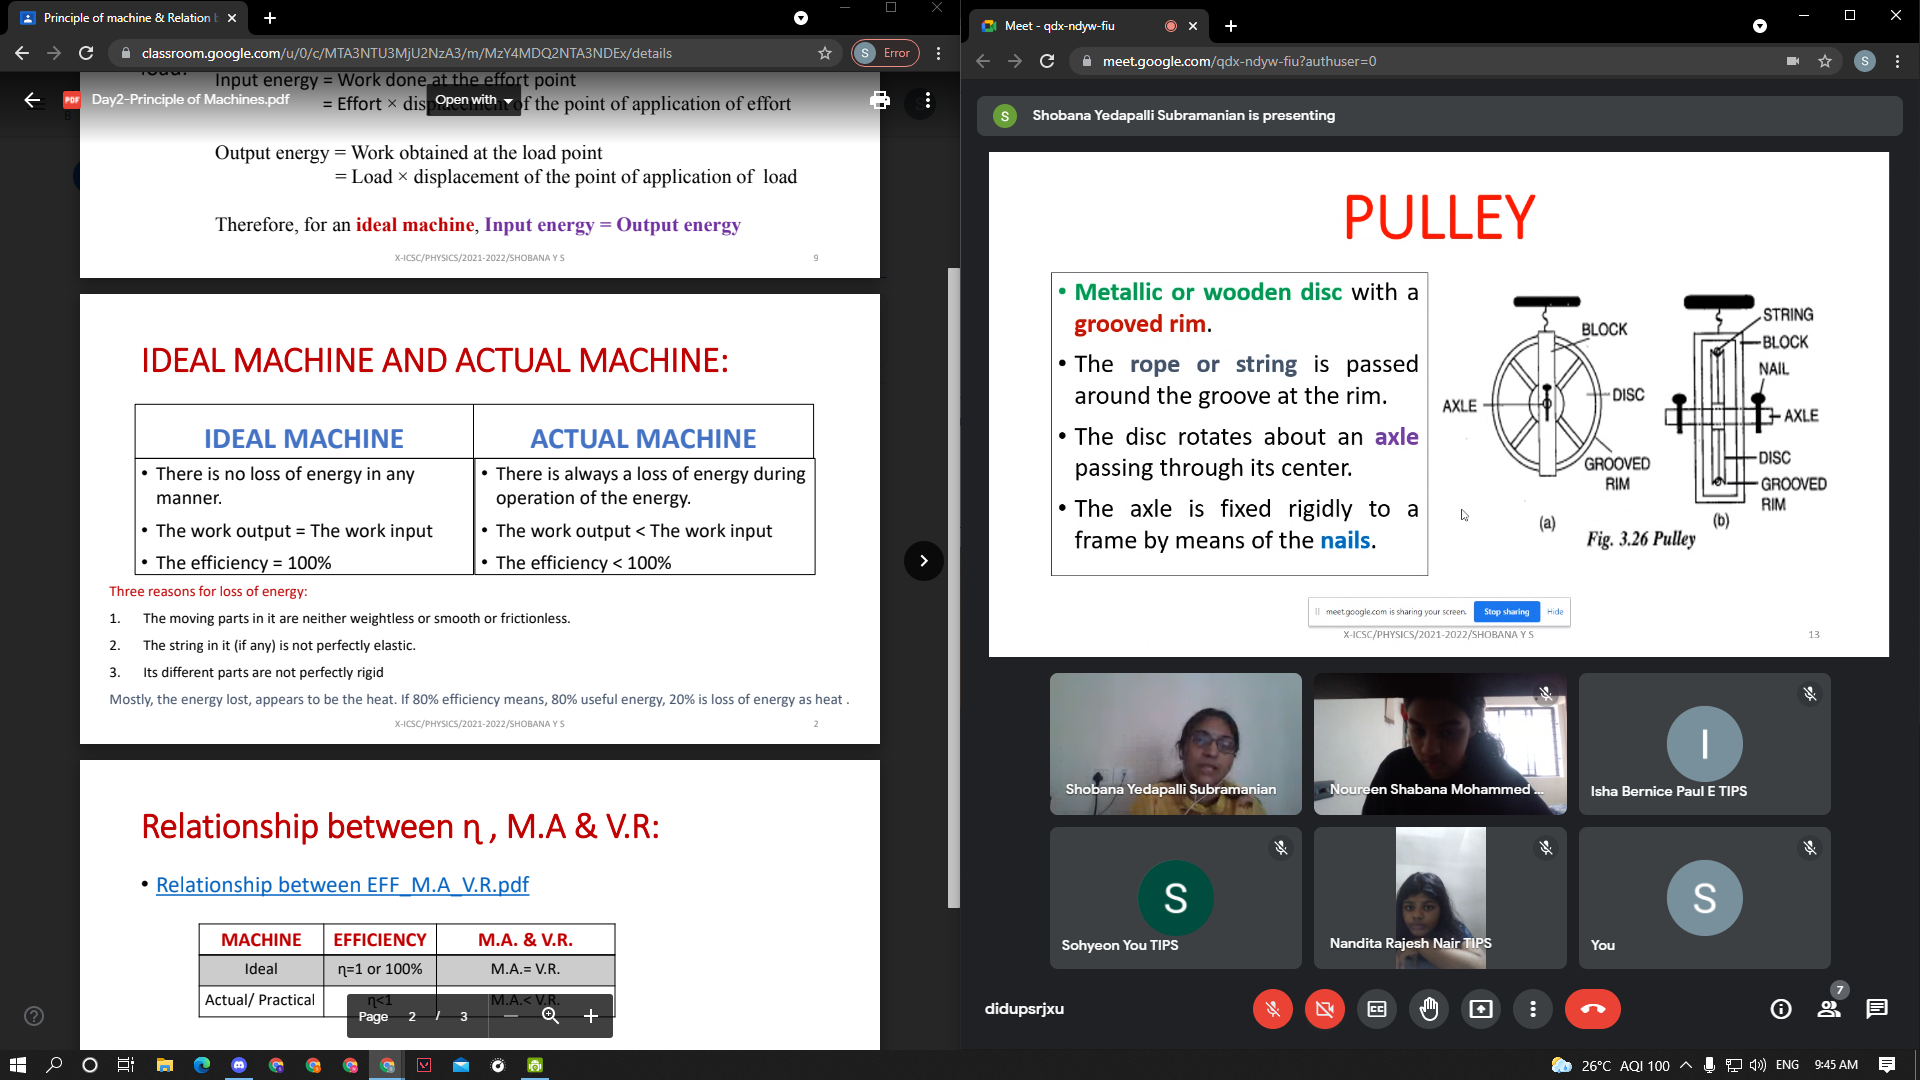 Principle of machine & Relation b
classroom.google.com/u/0/c/MTA3NTU3MjU2NzA3/m/MzY4MDQ2NTA3NDEx/details
S
Error
Input energy = Work done at the effort point
PDF
Day2-Principle of Machines.pdf
Open with
= Effort × displacement of the point of application of effort
Output energy = Work obtained at the load point
= Load × displacement of the point of application of load
Therefore, for an ideal machine, Input energy = Output energy
X-ICSC/PHYSICS/2021-2022/SHOBANA Y S
9
IDEAL MACHINE AND ACTUAL MACHINE:
IDEAL MACHINE
ACTUAL MACHINE
• There is no loss of energy in any
manner.
• The work output = The work input
• The efficiency = 100%
• There is always a loss of energy during
operation of the energy.
• The work output < The work input
• The efficiency < 100%
Three reasons for loss of energy:
1. The moving parts in it are neither weightless or smooth or frictionless.
2. The string in it (if any) is not perfectly elastic.
3. Its different parts are not perfectly rigid
Mostly, the energy lost, appears to be the heat. If 80% efficiency means, 80% useful energy, 20% is loss of energy as heat .
X-ICSC/PHYSICS/2021-2022/SHOBANA Y S
2
Relationship between η , M.A & V.R:
• Relationship between EFF_M.A_V.R.pdf
MACHINE EFFICIENCY M.A. & V.R.
Ideal η=1 or 100% M.A.= V.R.
Actual/ Practical η<1 M.A.< V.R.
Page 2 / 3
Meet - qdx-ndyw-fiu
meet.google.com/qdx-ndyw-fiu?authuser=0
S
S
Shobana Yedapalli Subramanian is presenting
PULLEY
• Metallic or wooden disc with a
grooved rim.
• The rope or string is passed
around the groove at the rim.
• The disc rotates about an axle
passing through its center.
• The axle is fixed rigidly to a
frame by means of the nails.
BLOCK
AXLE
DISC
GROOVED
RIM
(a)
STRING
BLOCK
NAIL
AXLE
DISC
GROOVED
RIM
(b)
Fig. 3.26 Pulley
meet.google.com is sharing your screen.
Stop sharing
Hide
X-ICSC/PHYSICS/2021-2022/SHOBANA Y S
13
Shobana Yedapalli Subramanian
Noureen Shabana Mohammed ...
I
Isha Bernice Paul E TIPS
S
Sohyeon You TIPS
Nandita Rajesh Nair TIPS
S
You
didupsrjxu
7
26°C AQI 100
ENG
9:45 AM